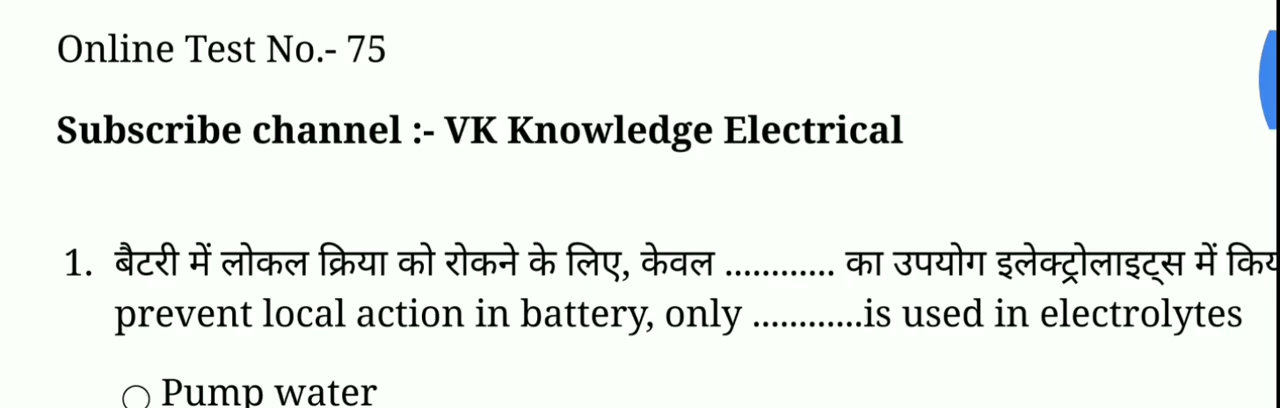 Online Test No.- 75
Subscribe channel :- VK Knowledge Electrical
1. बैटरी में लोकल क्रिया को रोकने के लिए, केवल ............ का उपयोग इलेक्ट्रोलाइट्स में
prevent local action in battery, only ............is used in electrolytes
Pump water